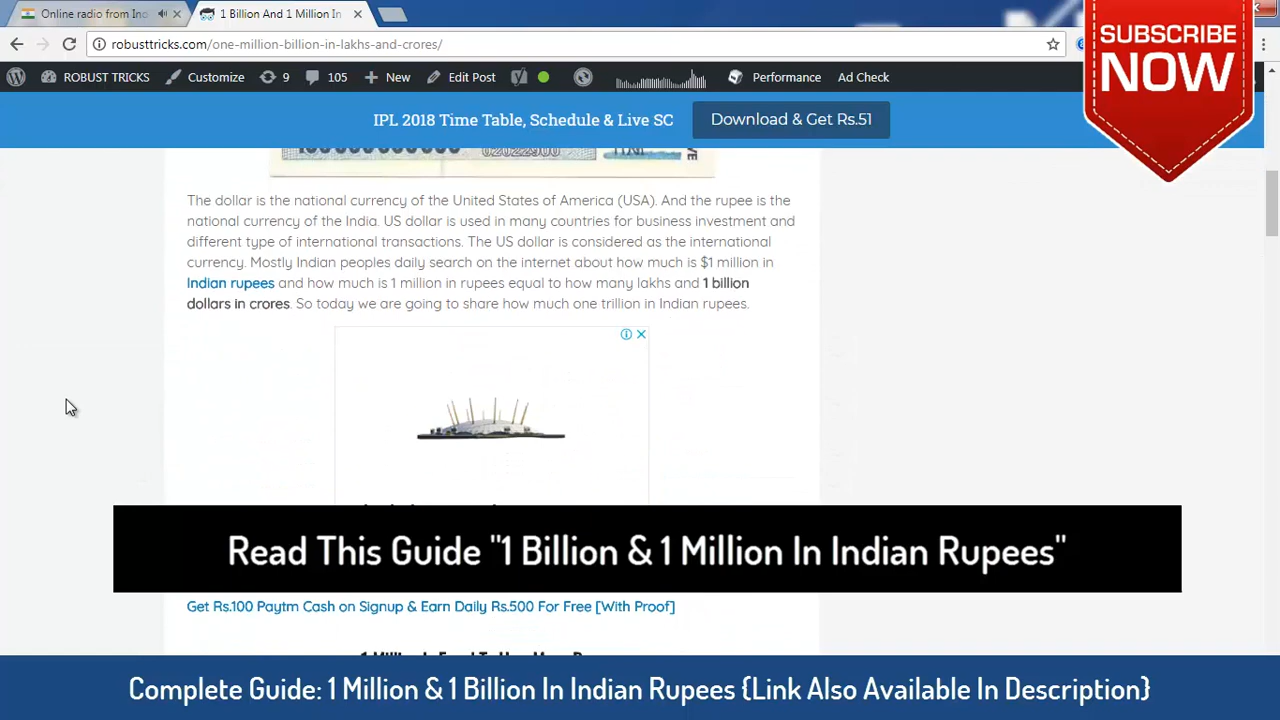 Online radio from Ind
1 Billion And 1 Million In
SUBSCRIBE
NOW
robusttricks.com/one-million-billion-in-lakhs-and-crores/
ROBUST TRICKS Customize 9 105 New Edit Post Performance Ad Check
IPL 2018 Time Table, Schedule & Live SC
Download & Get Rs.51
The dollar is the national currency of the United States of America (USA). And the rupee is the
national currency of the India. US dollar is used in many countries for business investment and
different type of international transactions. The US dollar is considered as the international
currency. Mostly Indian peoples daily search on the internet about how much is $1 million in
Indian rupees and how much is 1 million in rupees equal to how many lakhs and 1 billion
dollars in crores. So today we are going to share how much one trillion in Indian rupees.
Read This Guide "1 Billion & 1 Million In Indian Rupees"
Get Rs.100 Paytm Cash on Signup & Earn Daily Rs.500 For Free [With Proof]
Complete Guide: 1 Million & 1 Billion In Indian Rupees {Link Also Available In Description}